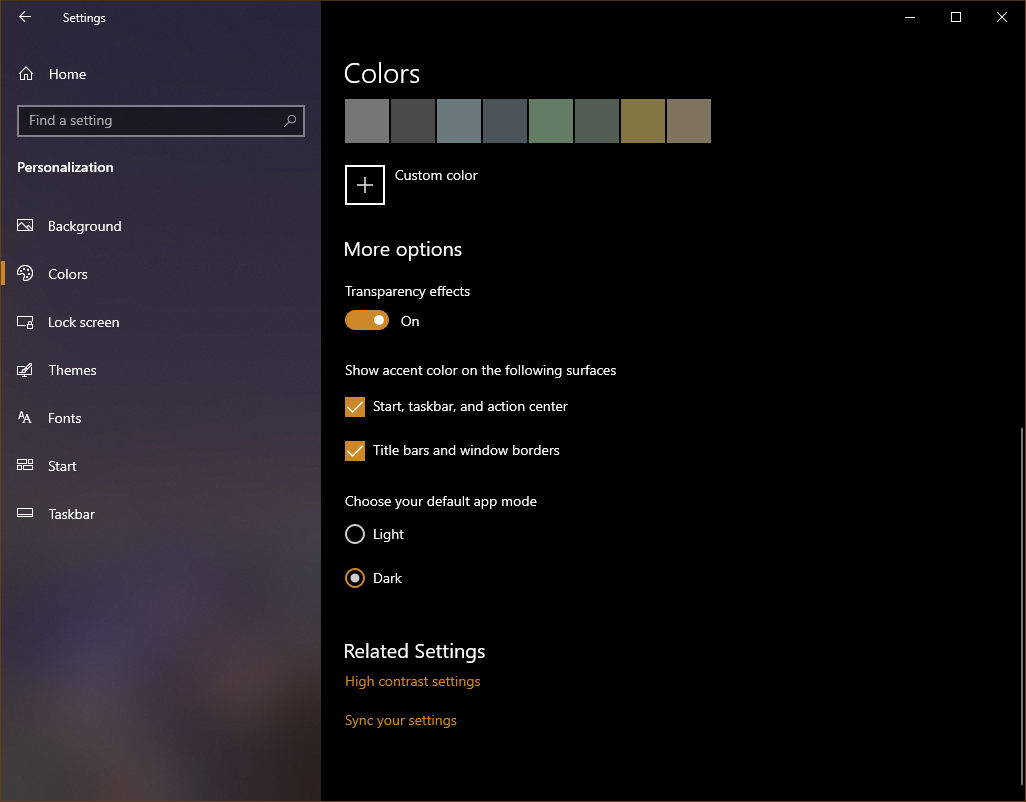 Settings
Home
Find a setting
Personalization
Background
Colors
Lock screen
Themes
Fonts
Start
Taskbar
Colors
Custom color
More options
Transparency effects
On
Show accent color on the following surfaces
Start, taskbar, and action center
Title bars and window borders
Choose your default app mode
Light
Dark
Related Settings
High contrast settings
Sync your settings